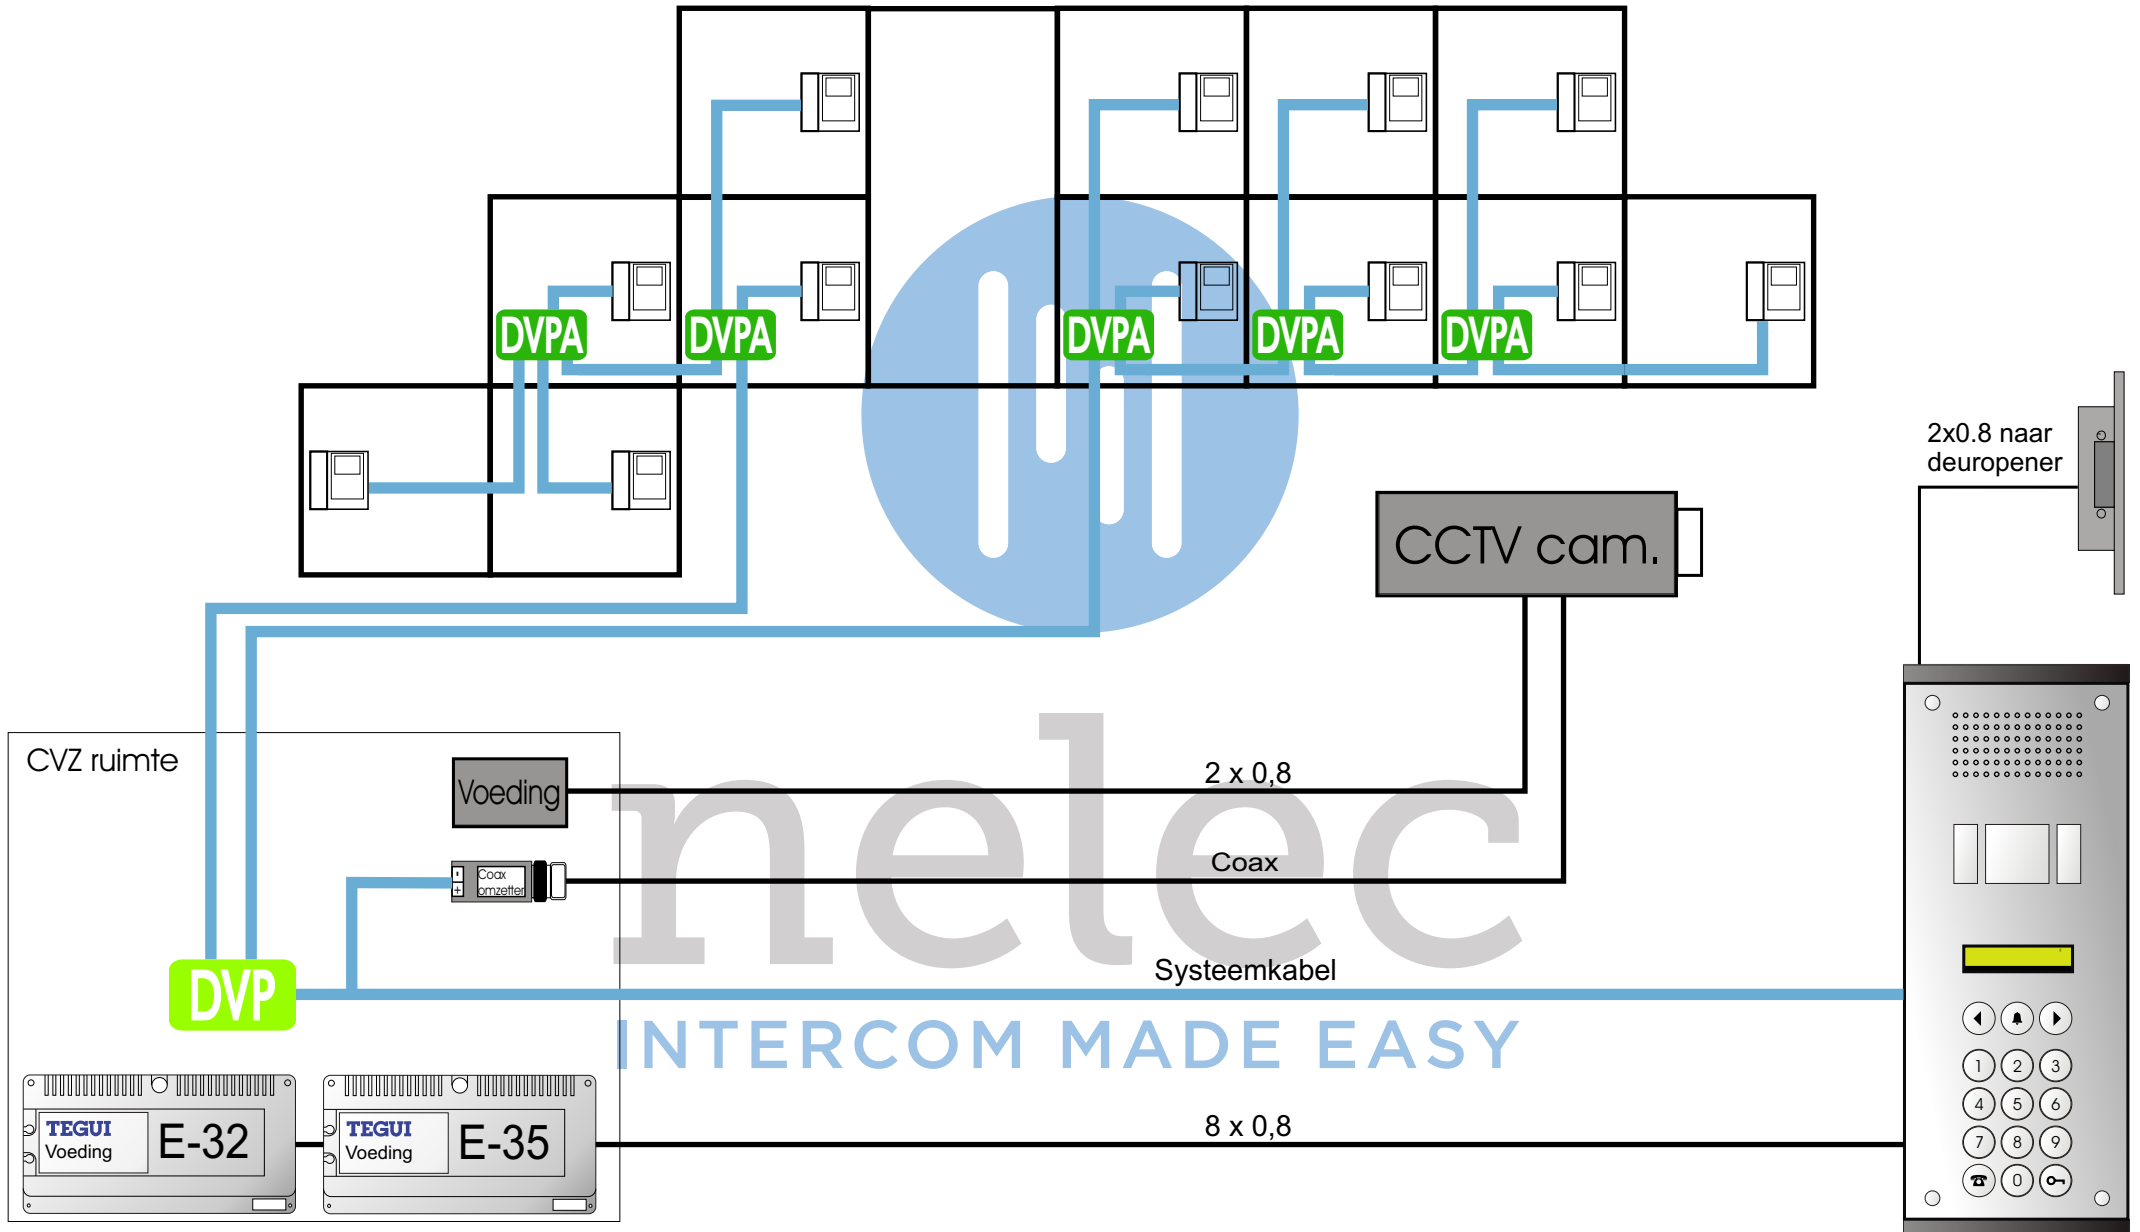 DVPA
DVPA
DVPA
DVPA
DVPA
2x0.8 naar
deuropener
CCTV cam.
CVZ ruimte
Voeding
2 x 0,8
nelec
- Coax
+ omzetter
Coax
Systeemkabel
DVP
INTERCOM MADE EASY
TEGUI
Voeding
E-32
TEGUI
Voeding
E-35
8 x 0,8
1 2 3
4 5 6
7 8 9
0